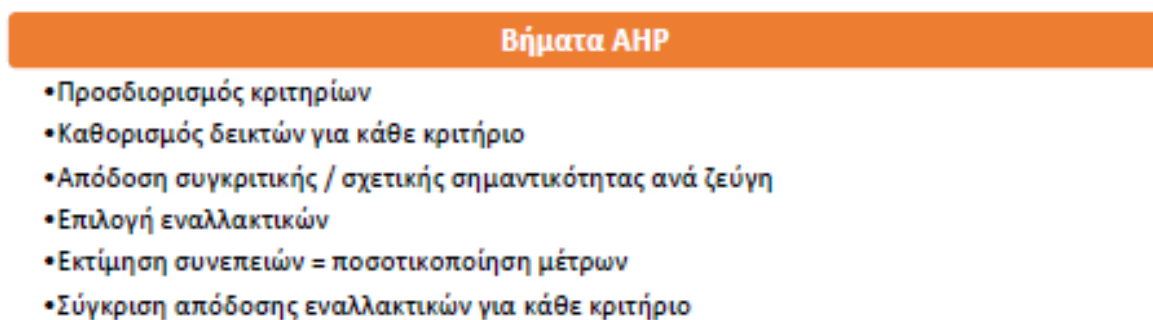 Βήματα AHP
•Προσδιορισμός κριτηρίων
•Καθορισμός δεικτών για κάθε κριτήριο
•Απόδοση συγκριτικής / σχετικής σημαντικότητας ανά ζεύγη
•Επιλογή εναλλακτικών
•Εκτίμηση συνεπειών = ποσοτικοποίηση μέτρων
•Σύγκριση απόδοσης εναλλακτικών για κάθε κριτήριο